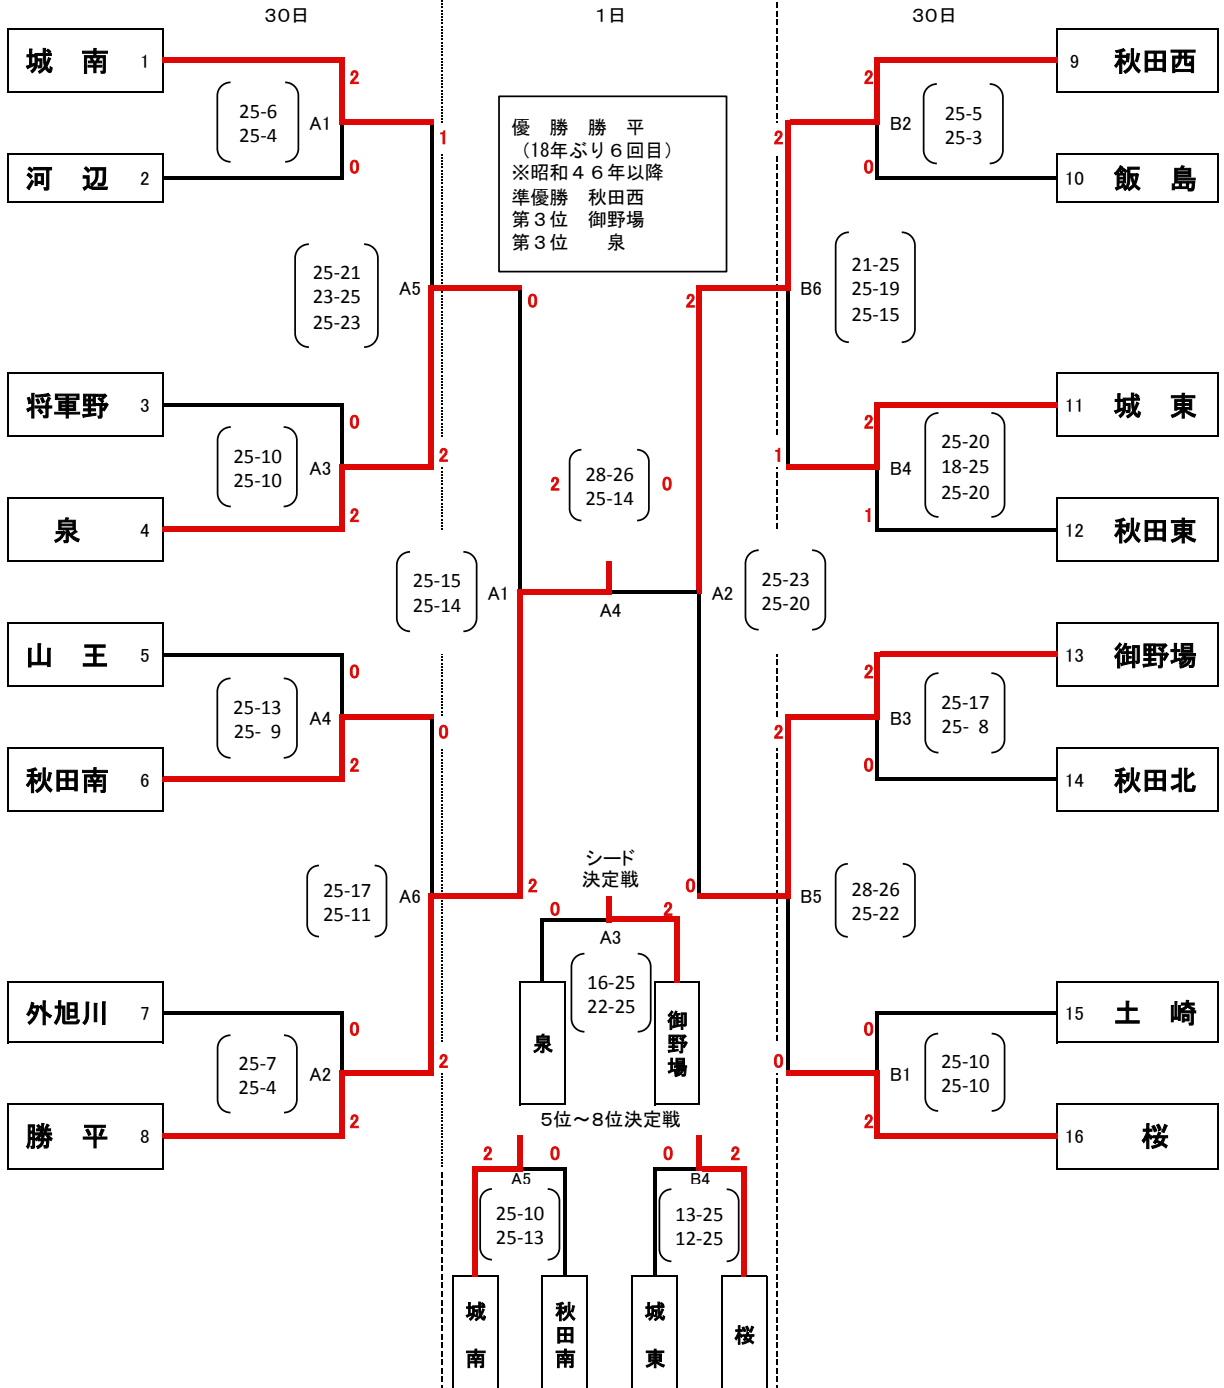 30日
1日
30日
城　南　1
25-6
25-4
A1
2
0
河　辺　2
1
25-21
23-25
25-23
A5
0
将軍野　3
0
25-10
25-10
A3
2
2
泉　4
25-15
25-14
A1
山　王　5
0
25-13
25- 9
A4
2
0
秋田南　6
25-17
25-11
A6
2
外旭川　7
0
25-7
25-4
A2
2
2
勝　平　8
優　勝　勝　平
（18年ぶり６回目）
※昭和４６年以降
準優勝　秋田西
第３位　御野場
第３位　　泉
2
28-26
25-14
0
A4
9　秋田西
2
B2
25-5
25-3
0
10　飯　島
2
B6
21-25
25-19
25-15
2
11　城　東
2
B4
25-20
18-25
25-20
1
1
12　秋田東
A2
25-23
25-20
13　御野場
2
B3
25-17
25- 8
0
2
14　秋田北
0
B5
28-26
25-22
15　土　崎
0
B1
25-10
25-10
2
0
16　桜
シード
決定戦
0
2
A3
16-25
22-25
泉
御野場
５位～８位決定戦
2
0
A5
25-10
25-13
城　南
秋田南
0
2
B4
13-25
12-25
城　東
桜